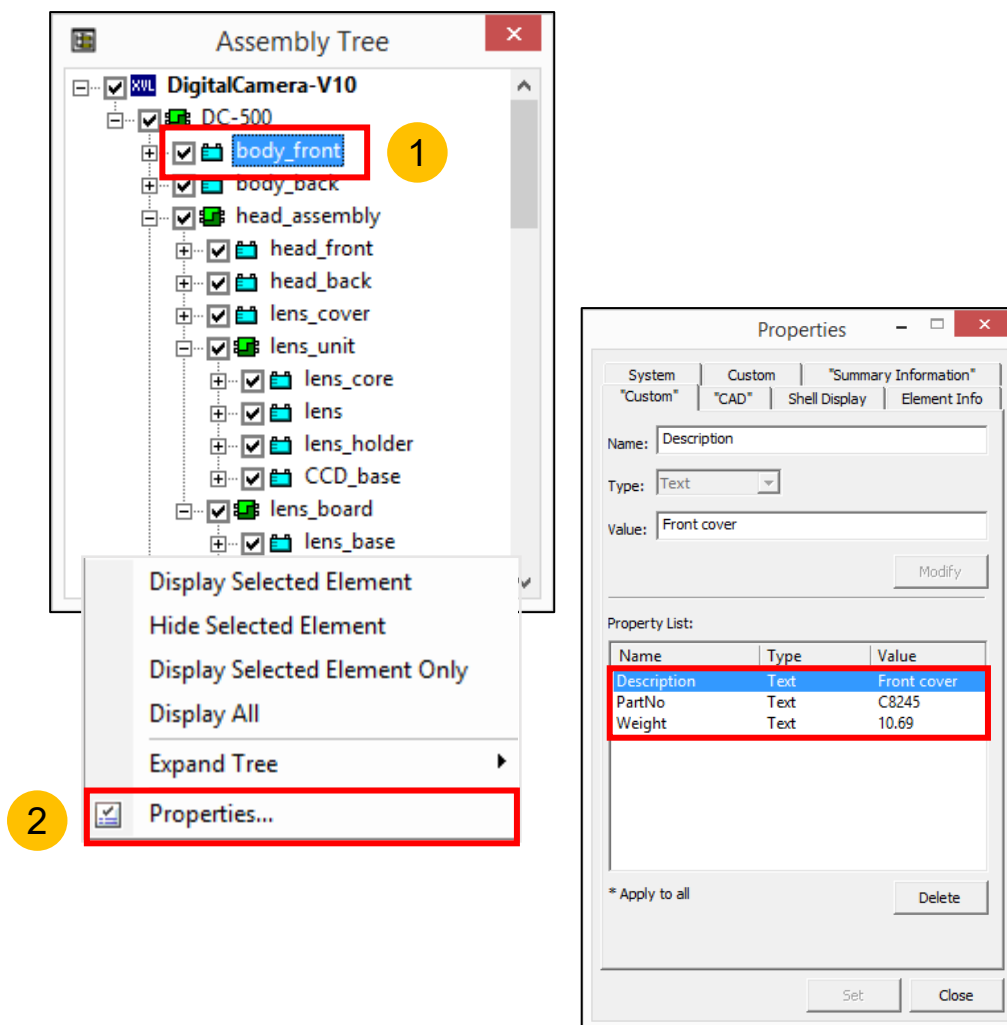 Assembly Tree
XVL DigitalCamera-V10
DC-500
body_front
1
body_back
head_assembly
head_front
head_back
lens_cover
lens_unit
lens_core
lens
lens_holder
CCD_base
lens_board
lens_base
Display Selected Element
Hide Selected Element
Display Selected Element Only
Display All
Expand Tree
2
Properties...
Properties
System Custom "Summary Information"
"Custom" "CAD" Shell Display Element Info
Name: Description
Type: Text
Value: Front cover
Modify
Property List:
Name Type Value
Description Text Front cover
PartNo Text C8245
Weight Text 10.69
* Apply to all
Delete
Set Close